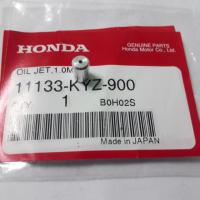 HONDA
GENUINE PARTS
Honda Motor Co., Ltd.
OIL JET, 1.0M
11133-KYZ-900
1
B0H02S
MADE IN JAPAN